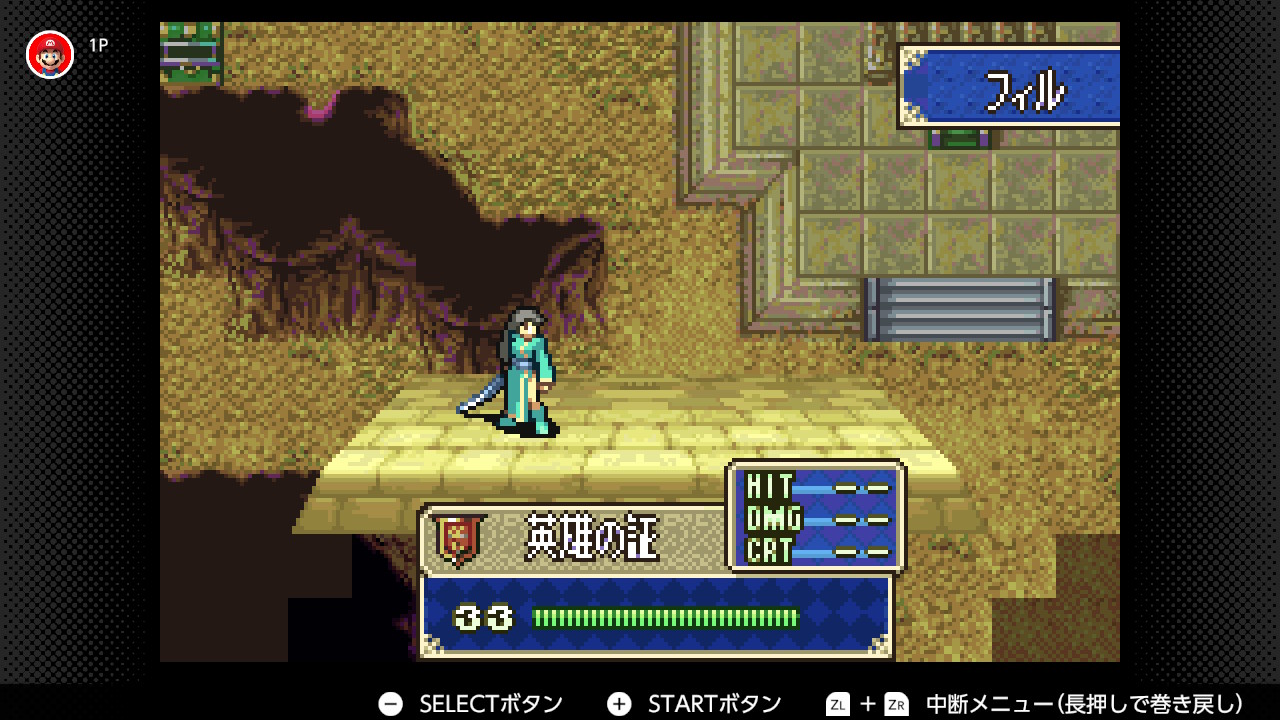 1P
フィル
HIT --
DMG --
CRT --
英雄の証
33
SELECTボタン STARTボタン ZL + ZR 中断メニュー(長押しで巻き戻し)